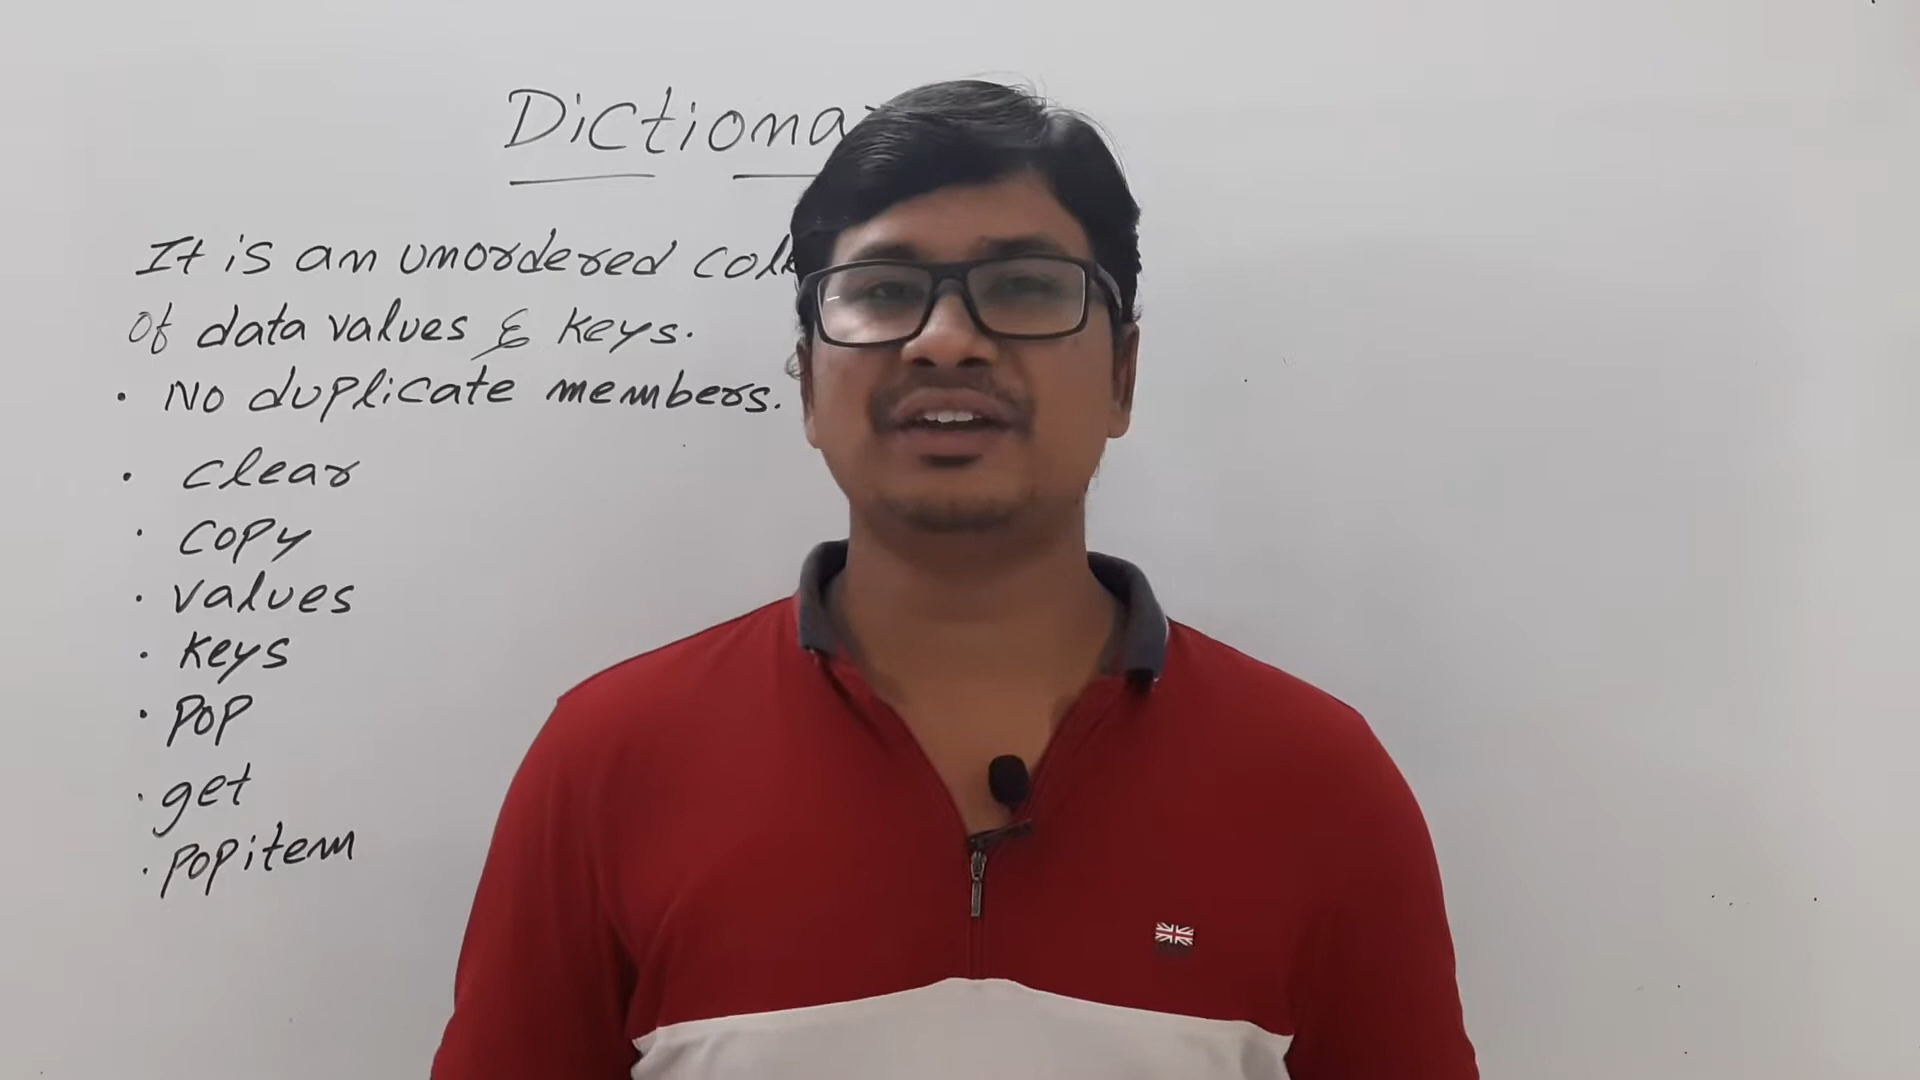 Dictiona
It is an unordered coll
of data values & keys.
• No duplicate members.
• clear
• copy
• values
• keys
• pop
• get
• popitem